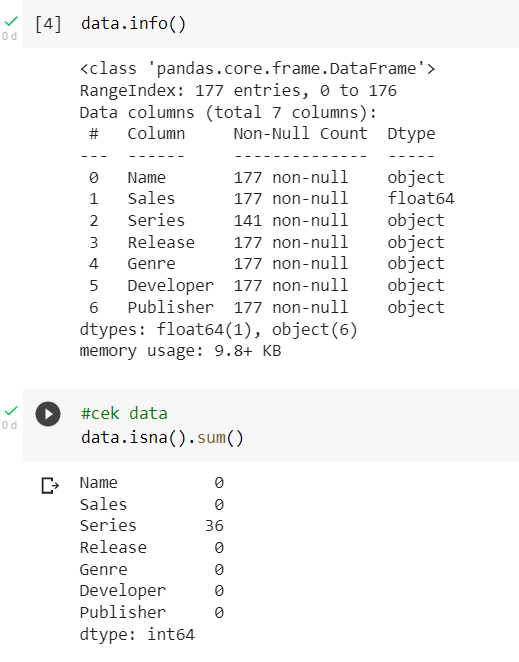 [4] data.info()
0 d
<class 'pandas.core.frame.DataFrame'>
RangeIndex: 177 entries, 0 to 176
Data columns (total 7 columns):
 #   Column     Non-Null Count  Dtype
---  ------     --------------  -----
 0   Name       177 non-null    object
 1   Sales      177 non-null    float64
 2   Series     141 non-null    object
 3   Release    177 non-null    object
 4   Genre      177 non-null    object
 5   Developer  177 non-null    object
 6   Publisher  177 non-null    object
dtypes: float64(1), object(6)
memory usage: 9.8+ KB
#cek data
0 d
data.isna().sum()
Name          0
Sales         0
Series       36
Release       0
Genre         0
Developer     0
Publisher     0
dtype: int64